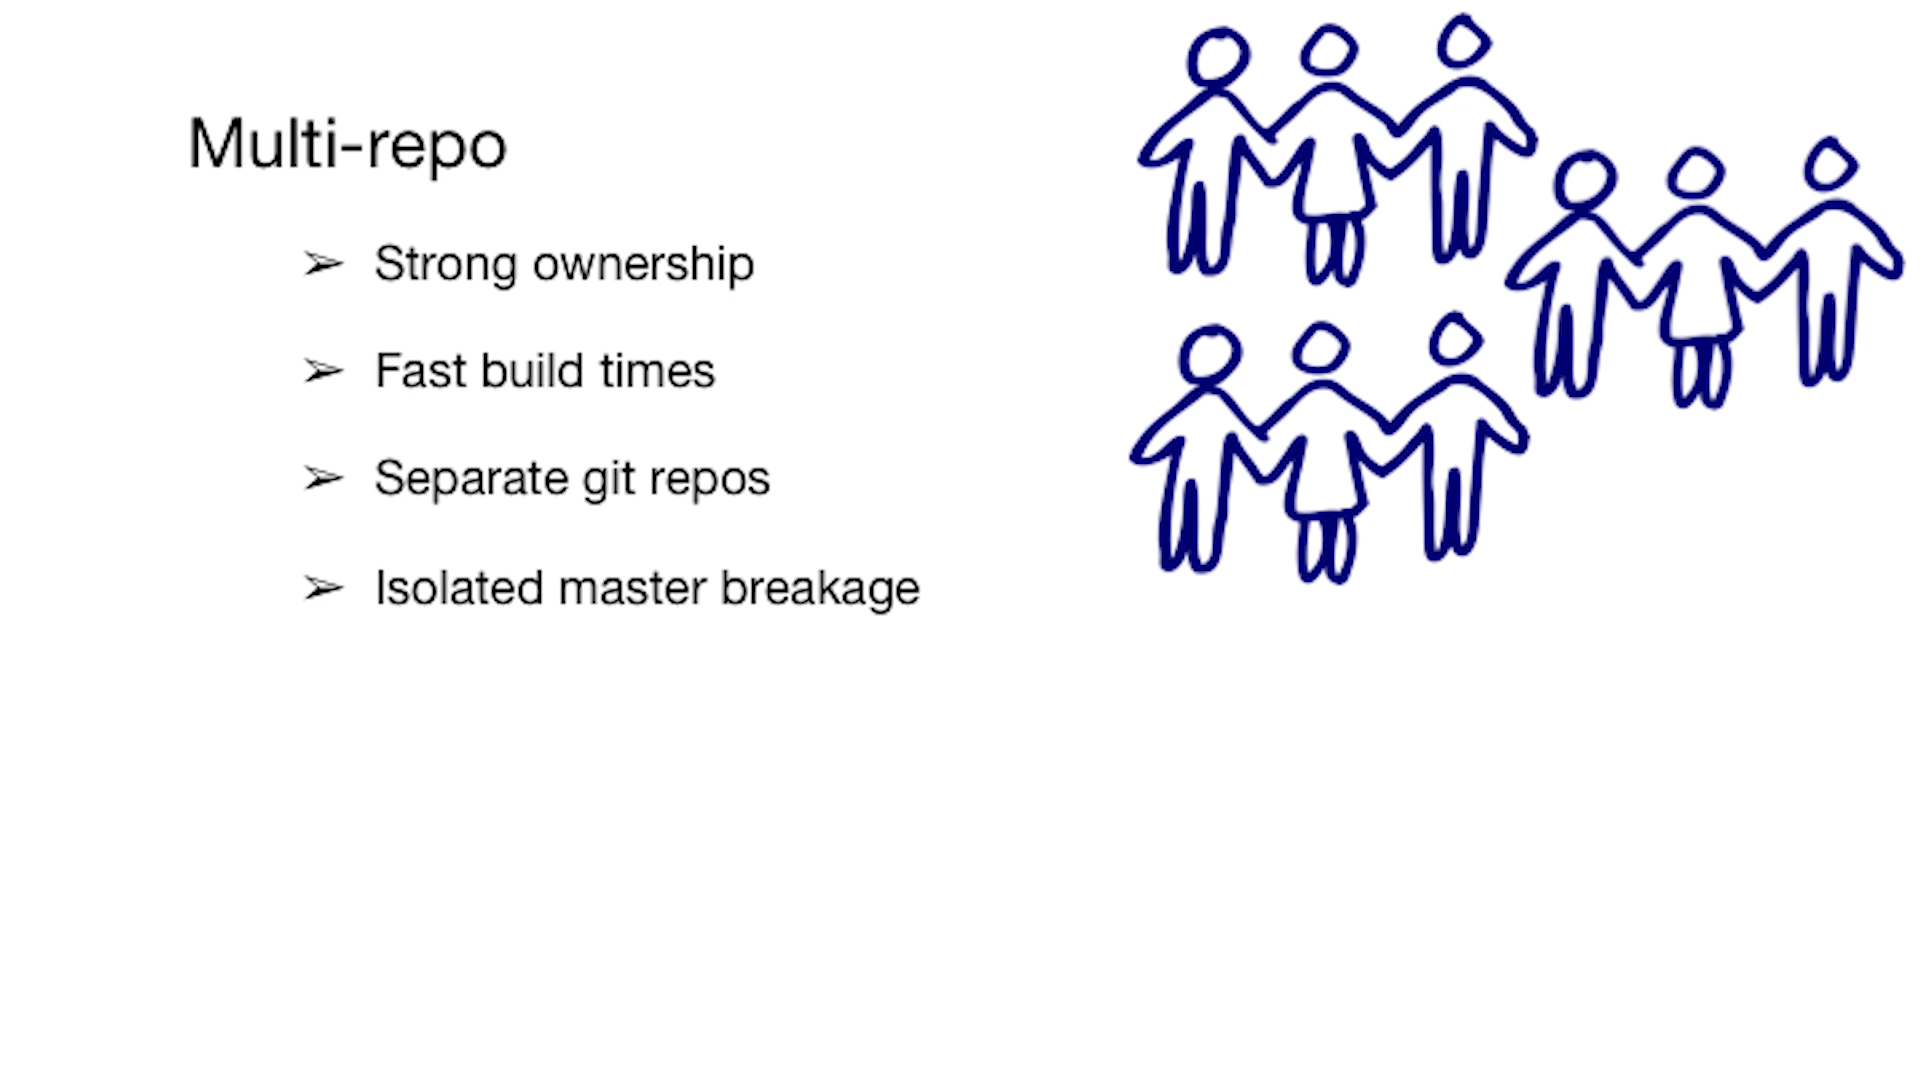 Multi-repo
➢ Strong ownership
➢ Fast build times
➢ Separate git repos
➢ Isolated master breakage